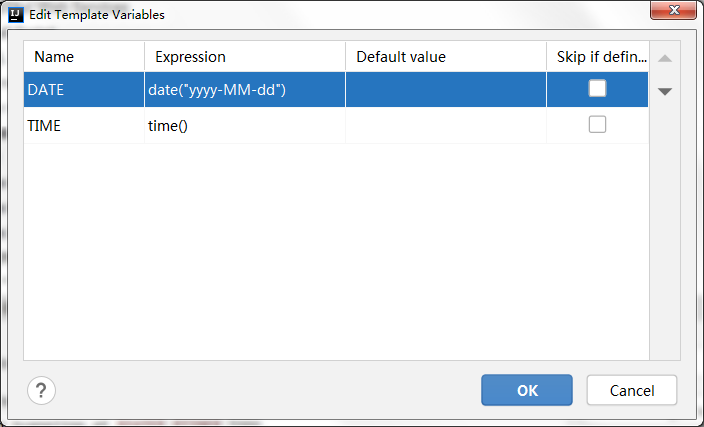 IJ Edit Template Variables
Name Expression Default value Skip if defin...
DATE date("yyyy-MM-dd")
TIME time()
? OK Cancel